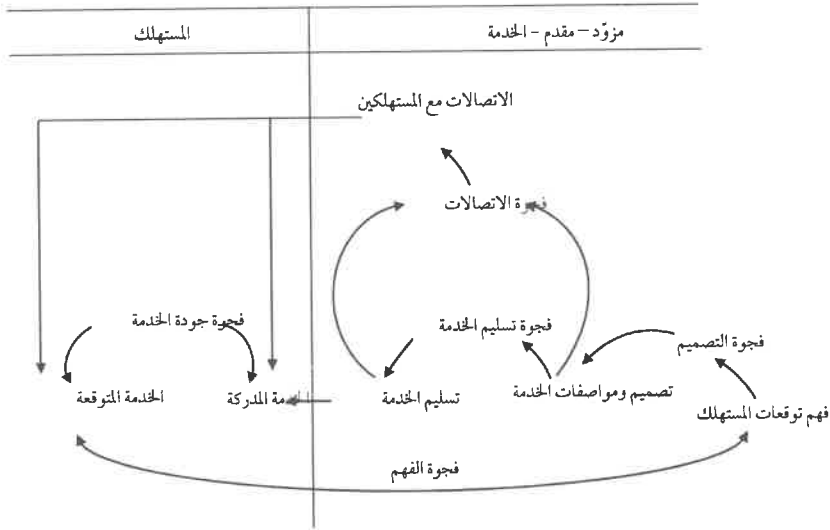 مزوّد – مقدم – الخدمة
المستهلك
الاتصالات مع المستهلكين
فجوة الاتصالات
فجوة جودة الخدمة
فجوة تسليم الخدمة
فجوة التصميم
الخدمة المتوقعة
المدركة
تسليم الخدمة
تصميم ومواصفات الخدمة
فهم توقعات المستهلك
فجوة الفهم